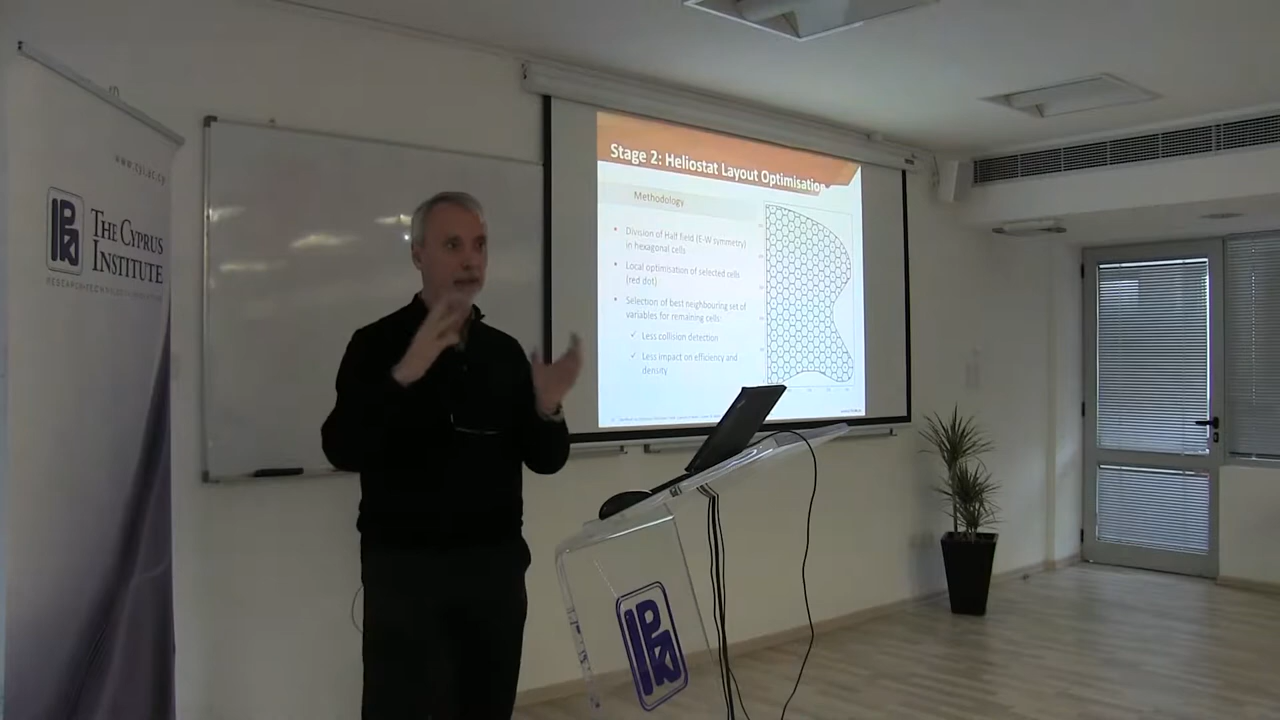 www.cyi.ac.cy
THE CYPRUS
INSTITUTE
Stage 2: Heliostat Layout Optimisation
Methodology
• Division of Half field (E-W symmetry)
in hexagonal cells
• Local optimisation of selected cells
(red dot)
• Selection of best neighbouring set of
variables for remaining cells:
✓ Less collision detection
✓ Less impact on efficiency and
density